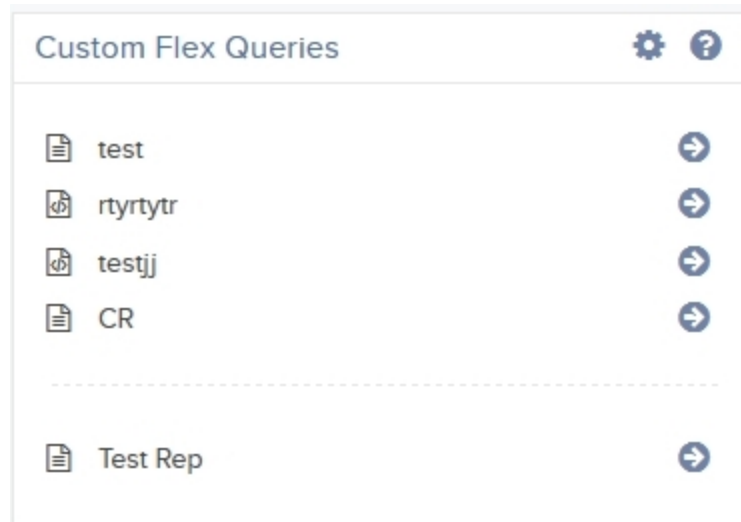 Custom Flex Queries
test
rtyrtytr
testjj
CR
Test Rep